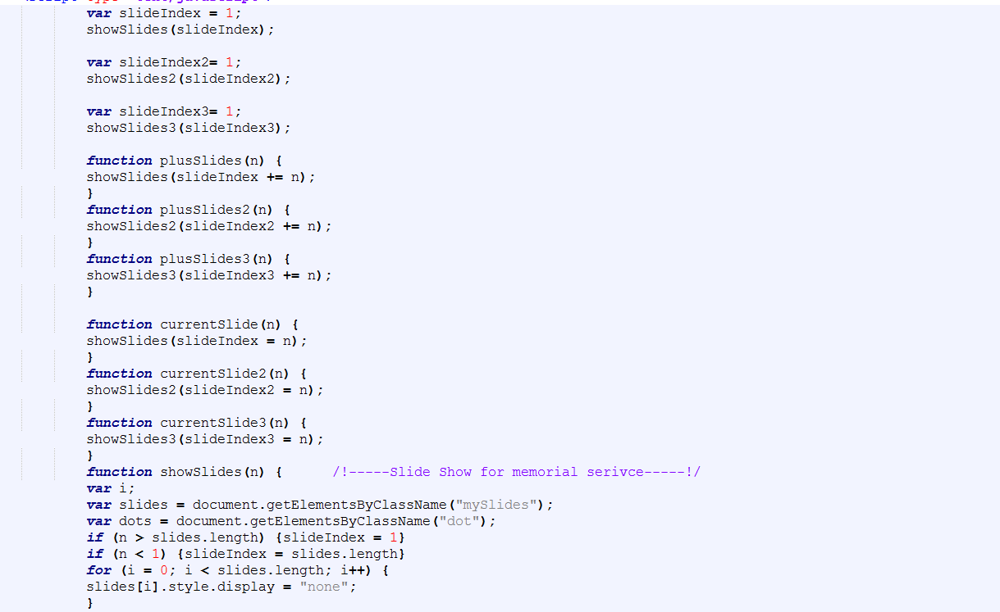 var slideIndex = 1;
showSlides(slideIndex);
var slideIndex2= 1;
showSlides2(slideIndex2);
var slideIndex3= 1;
showSlides3(slideIndex3);
function plusSlides(n) {
showSlides(slideIndex += n);
}
function plusSlides2(n) {
showSlides2(slideIndex2 += n);
}
function plusSlides3(n) {
showSlides3(slideIndex3 += n);
}
function currentSlide(n) {
showSlides(slideIndex = n);
}
function currentSlide2(n) {
showSlides2(slideIndex2 = n);
}
function currentSlide3(n) {
showSlides3(slideIndex3 = n);
}
function showSlides(n) {      /!-----Slide Show for memorial serivce-----!/
var i;
var slides = document.getElementsByClassName("mySlides");
var dots = document.getElementsByClassName("dot");
if (n > slides.length) {slideIndex = 1}
if (n < 1) {slideIndex = slides.length}
for (i = 0; i < slides.length; i++) {
slides[i].style.display = "none";
}